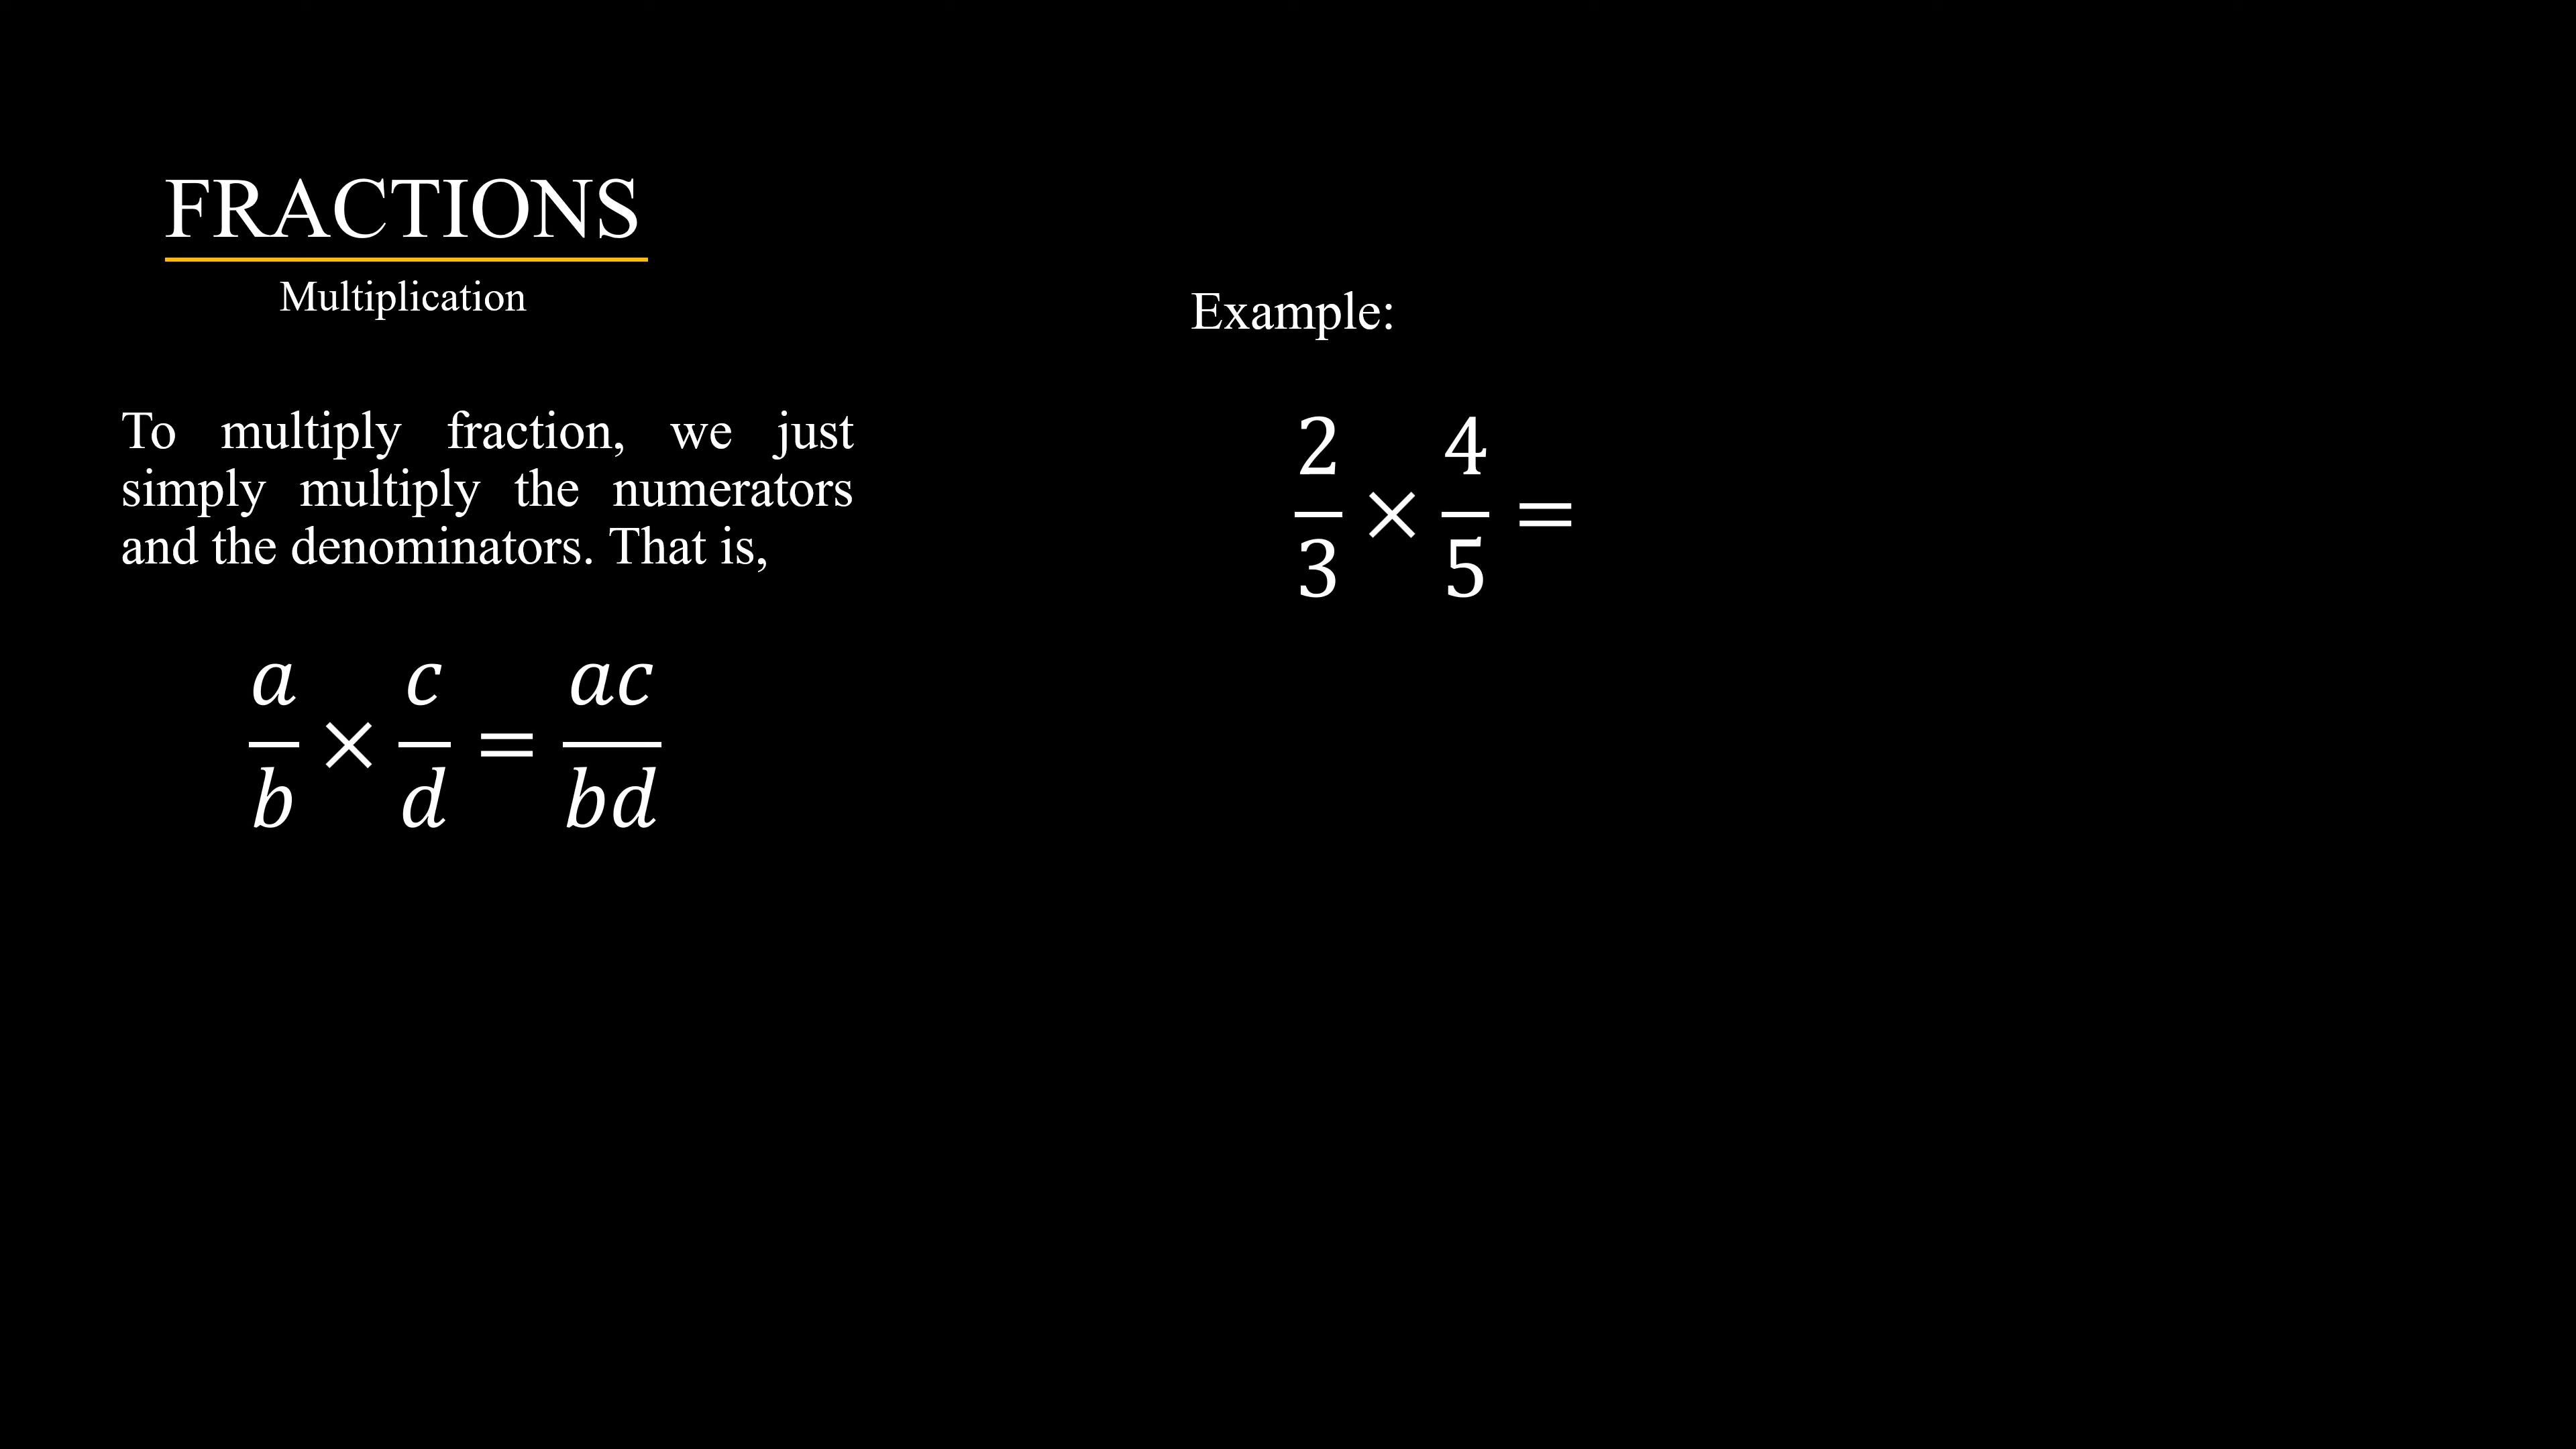 FRACTIONS
Multiplication
To multiply fraction, we just
simply multiply the numerators
and the denominators. That is,
a/b × c/d = ac/bd
Example:
2/3 × 4/5 =